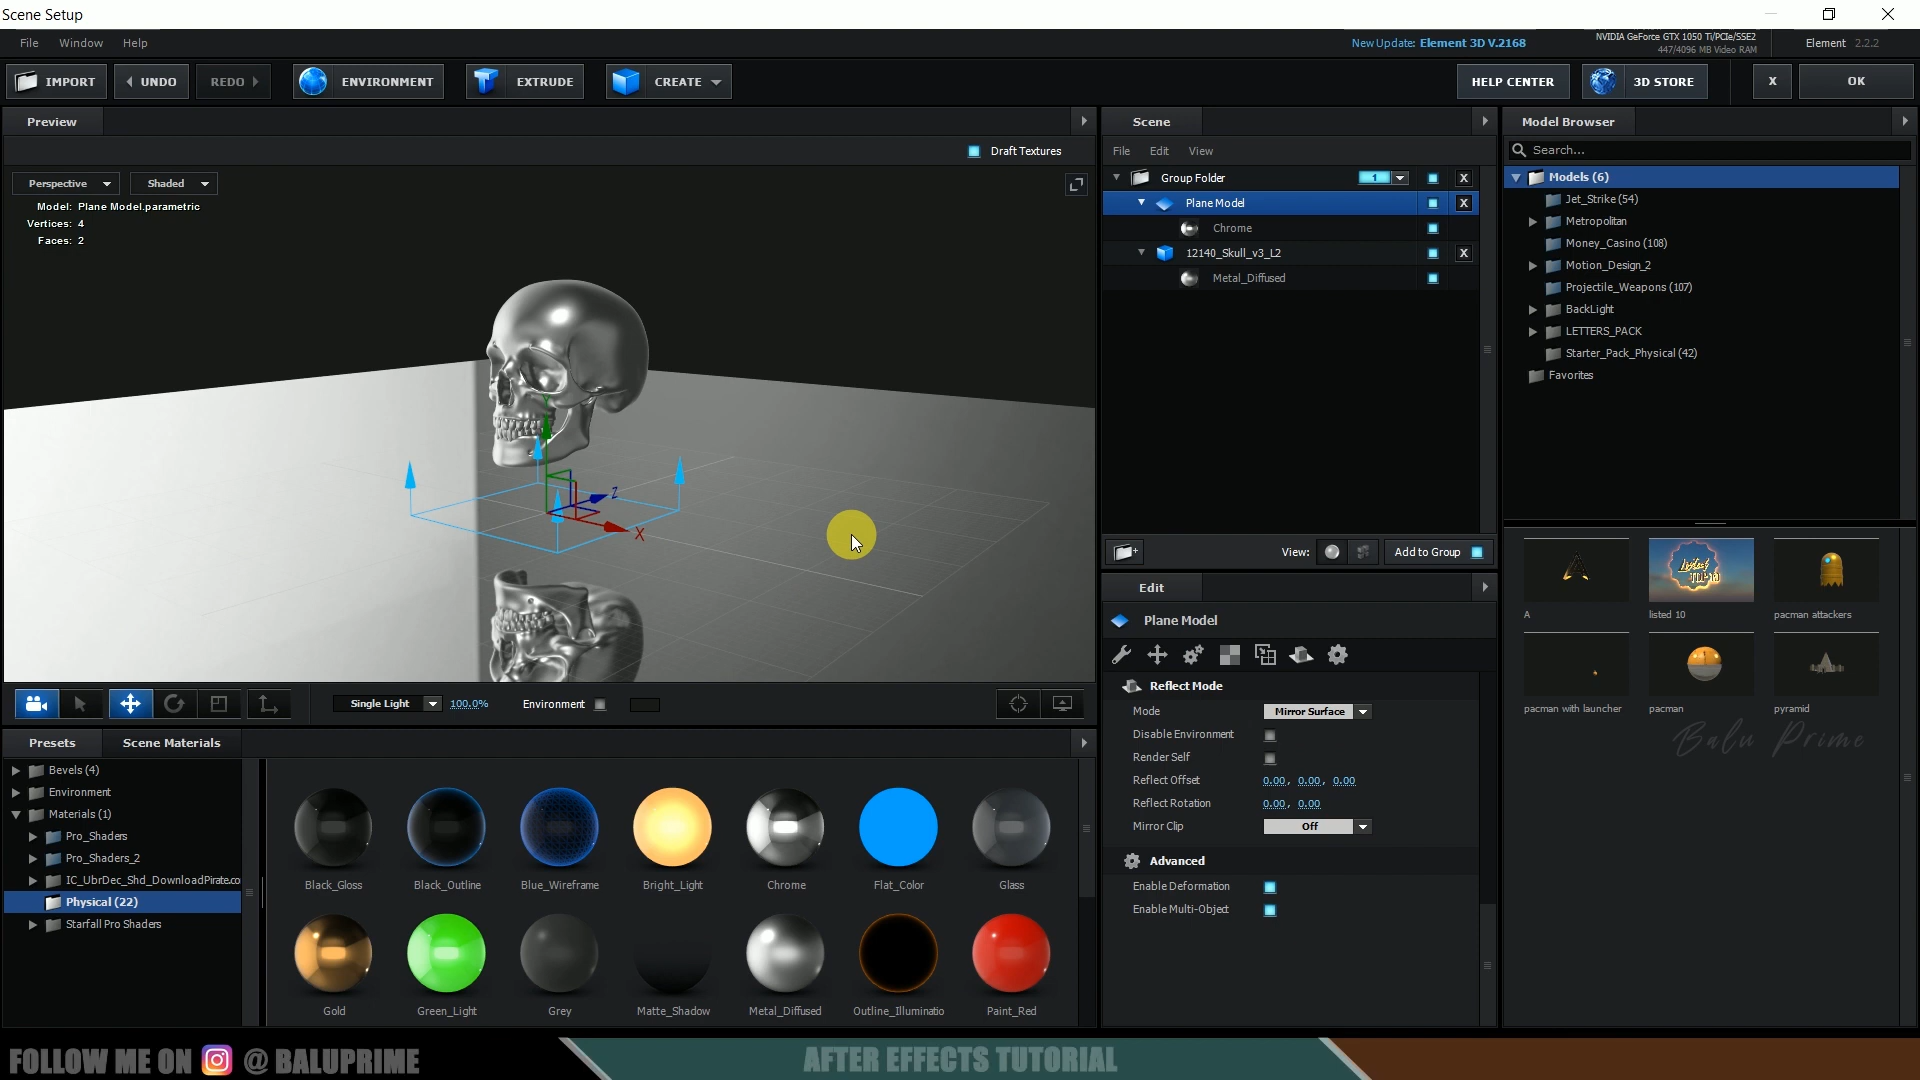 Scene Setup
File Window Help
New Update: Element 3D V.2168
NVIDIA GeForce GTX 1050 Ti/PCIe/SSE2
447/4096 MB Video RAM
Element 2.2.2
IMPORT UNDO REDO ENVIRONMENT EXTRUDE CREATE HELP CENTER 3D STORE X OK
Preview
Draft Textures
Perspective Shaded
Model: Plane Model.parametric
Vertices: 4
Faces: 2
Y
Z
X
Single Light 100.0% Environment
Scene
File Edit View
Group Folder 1 X
Plane Model X
Chrome
12140_Skull_v3_L2 X
Metal_Diffused
View: Add to Group
Edit
Plane Model
Reflect Mode
Mode Mirror Surface
Disable Environment
Render Self
Reflect Offset 0.00, 0.00, 0.00
Reflect Rotation 0.00, 0.00
Mirror Clip Off
Advanced
Enable Deformation
Enable Multi-Object
Model Browser
Search...
Models (6)
Jet_Strike (54)
Metropolitan
Money_Casino (108)
Motion_Design_2
Projectile_Weapons (107)
BackLight
LETTERS_PACK
Starter_Pack_Physical (42)
Favorites
A listed 10 pacman attackers
pacman with launcher pacman pyramid
Balu Prime
Presets Scene Materials
Bevels (4)
Environment
Materials (1)
Pro_Shaders
Pro_Shaders_2
IC_UbrDec_Shd_DownloadPirate.co
Physical (22)
Starfall Pro Shaders
Black_Gloss Black_Outline Blue_Wireframe Bright_Light Chrome Flat_Color Glass
Gold Green_Light Grey Matte_Shadow Metal_Diffused Outline_Illuminatio Paint_Red
FOLLOW ME ON @ BALUPRIME
AFTER EFFECTS TUTORIAL